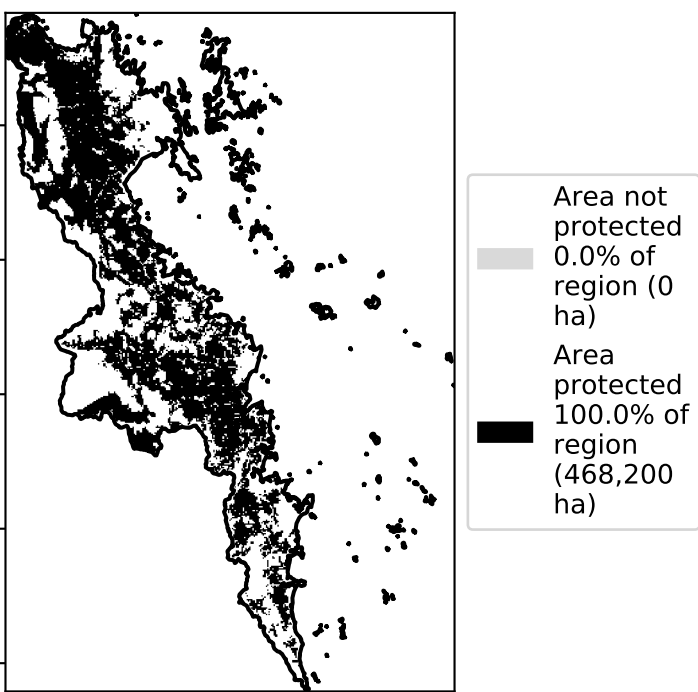 Area not
protected
0.0% of
region (0
ha)
Area
protected
100.0% of
region
(468,200
ha)